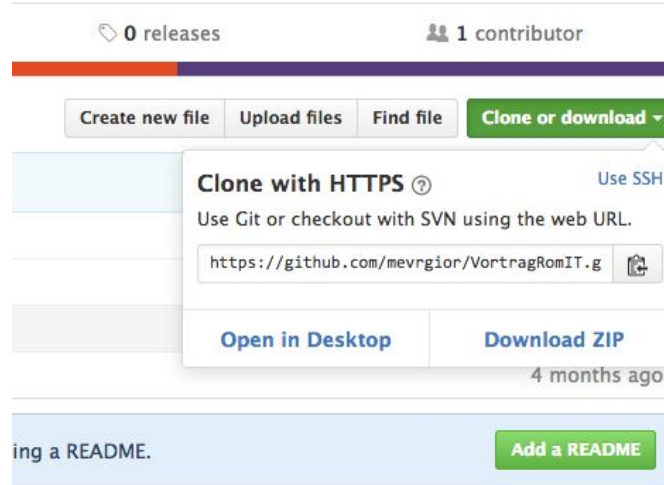 0 releases
1 contributor
Create new file
Upload files
Find file
Clone or download
Clone with HTTPS
Use SSH
Use Git or checkout with SVN using the web URL.
https://github.com/mevrgior/VortragRomIT.g
Open in Desktop
Download ZIP
4 months ago
ing a README.
Add a README